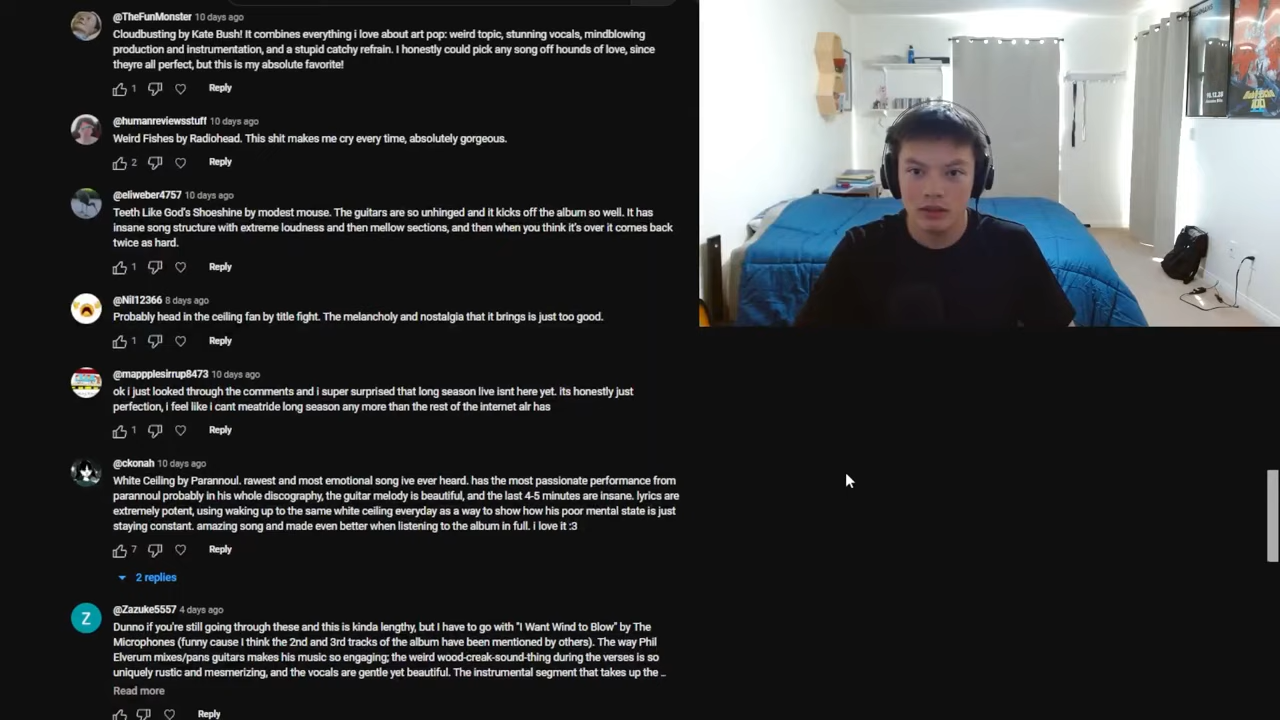 @TheFunMonster 10 days ago
Cloudbusting by Kate Bush! It combines everything i love about art pop: weird topic, stunning vocals, mindblowing
production and instrumentation, and a stupid catchy refrain. I honestly could pick any song off hounds of love, since
theyre all perfect, but this is my absolute favorite!
1 Reply
@humanreviewsstuff 10 days ago
Weird Fishes by Radiohead. This shit makes me cry every time, absolutely gorgeous.
2 Reply
@eliweber4757 10 days ago
Teeth Like God's Shoeshine by modest mouse. The guitars are so unhinged and it kicks off the album so well. It has
insane song structure with extreme loudness and then mellow sections, and then when you think it's over it comes back
twice as hard.
1 Reply
@Nil12366 8 days ago
Probably head in the ceiling fan by title fight. The melancholy and nostalgia that it brings is just too good.
1 Reply
@mappplesirrup8473 10 days ago
ok i just looked through the comments and i super surprised that long season live isnt here yet. its honestly just
perfection, i feel like i cant meatride long season any more than the rest of the internet alr has
1 Reply
@ckonah 10 days ago
White Ceiling by Parannoul. rawest and most emotional song ive ever heard. has the most passionate performance from
parannoul probably in his whole discography, the guitar melody is beautiful, and the last 4-5 minutes are insane. lyrics are
extremely potent, using waking up to the same white ceiling everyday as a way to show how his poor mental state is just
staying constant. amazing song and made even better when listening to the album in full. i love it :3
7 Reply
2 replies
Z
@Zazuke5557 4 days ago
Dunno if you're still going through these and this is kinda lengthy, but I have to go with "I Want Wind to Blow" by The
Microphones (funny cause I think the 2nd and 3rd tracks of the album have been mentioned by others). The way Phil
Elverum mixes/pans guitars makes his music so engaging; the weird wood-creak-sound-thing during the verses is so
uniquely rustic and mesmerizing, and the vocals are gentle yet beautiful. The instrumental segment that takes up the ...
Read more
Reply